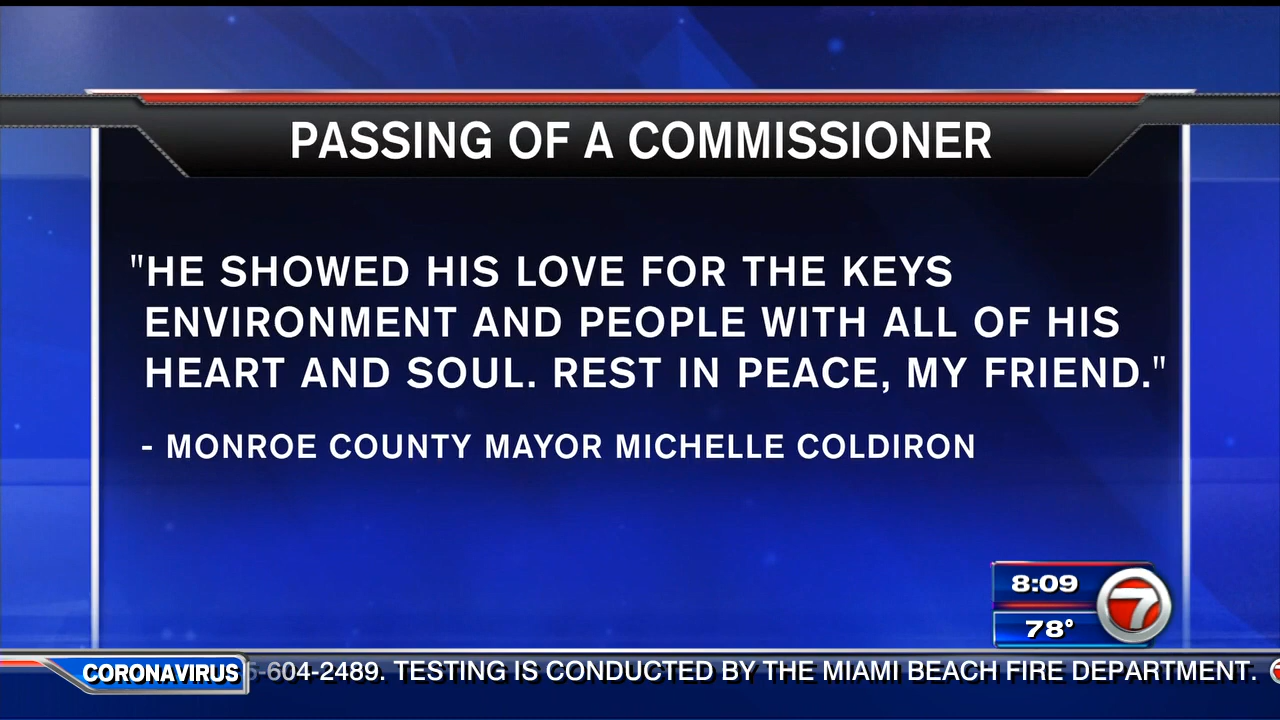 PASSING OF A COMMISSIONER
"HE SHOWED HIS LOVE FOR THE KEYS
ENVIRONMENT AND PEOPLE WITH ALL OF HIS
HEART AND SOUL. REST IN PEACE, MY FRIEND."
- MONROE COUNTY MAYOR MICHELLE COLDIRON
8:09
7
78°
CORONAVIRUS 5-604-2489. TESTING IS CONDUCTED BY THE MIAMI BEACH FIRE DEPARTMENT.